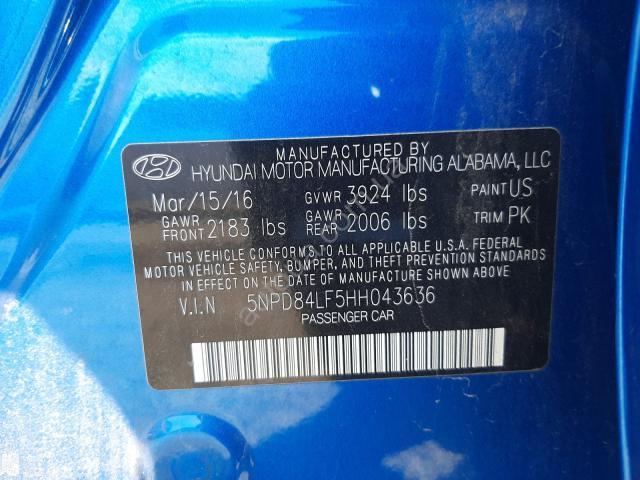 MANUFACTURED BY
HYUNDAI MOTOR MANUFACTURING ALABAMA, LLC
Mar/15/16 GVWR 3924 lbs PAINT US
GAWR FRONT 2183 lbs GAWR REAR 2006 lbs TRIM PK
THIS VEHICLE CONFORMS TO ALL APPLICABLE U.S.A. FEDERAL
MOTOR VEHICLE SAFETY, BUMPER, AND THEFT PREVENTION STANDARDS
IN EFFECT ON THE DATE OF MANUFACTURE SHOWN ABOVE.
V.I.N 5NPD84LF5HH043636
PASSENGER CAR